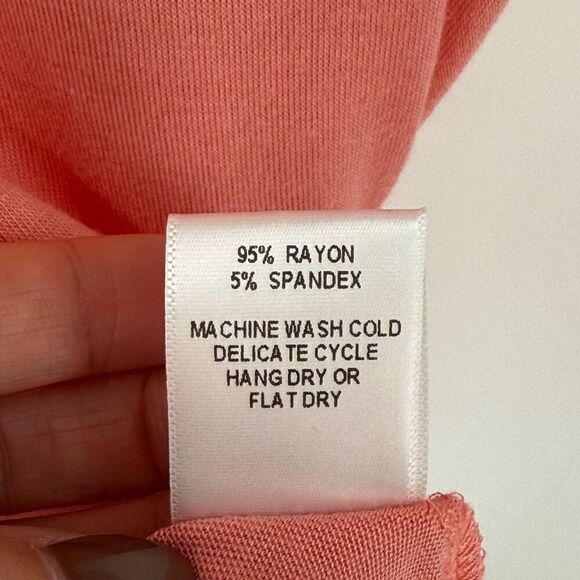 95% RAYON
5% SPANDEX
MACHINE WASH COLD
DELICATE CYCLE
HANG DRY OR
FLAT DRY